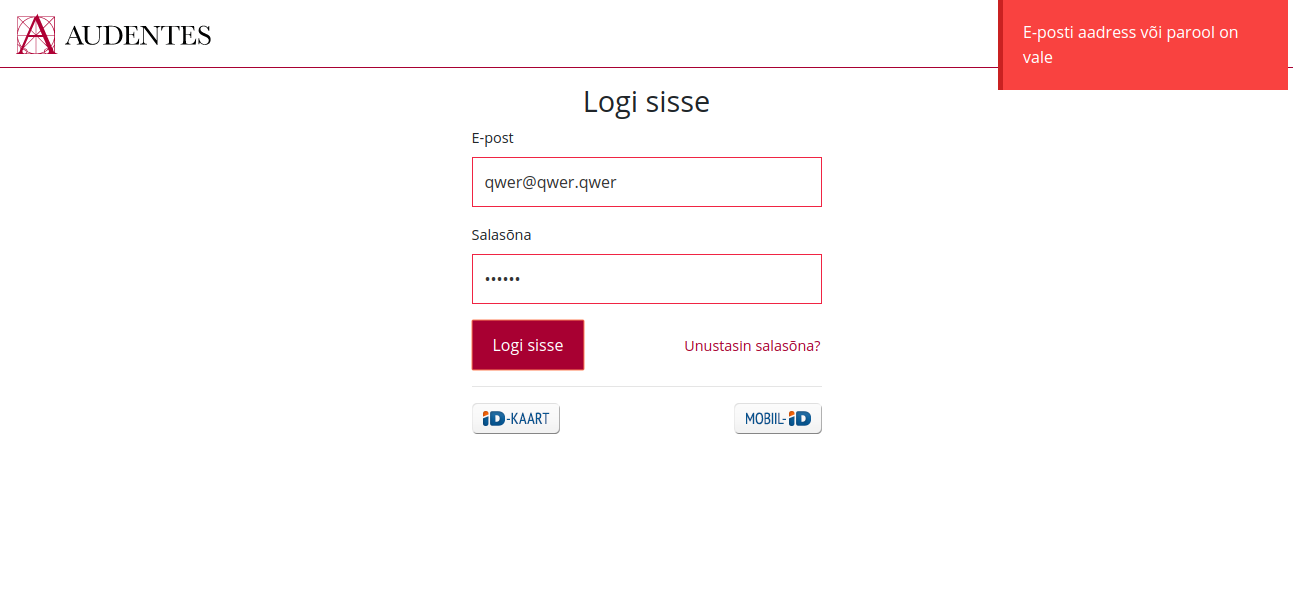 AUDENTES
E-posti aadress või parool on
vale
Logi sisse
E-post
qwer@qwer.qwer
Salasõna
••••••
Logi sisse
Unustasin salasõna?
iD-KAART
MOBIIL-iD